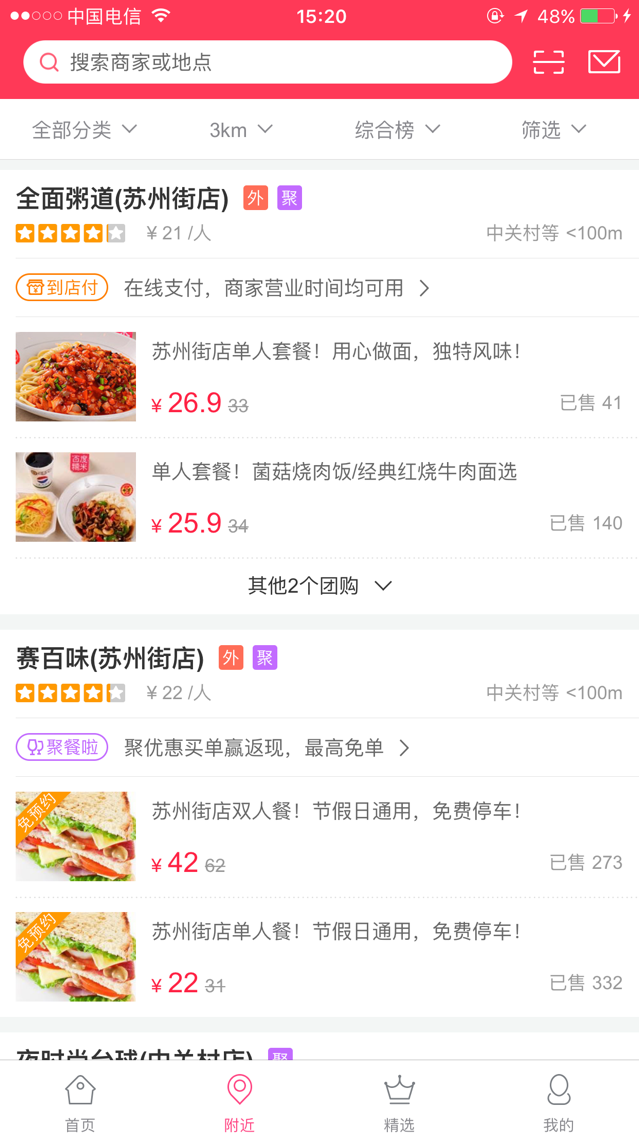 中国电信 15:20 48%
搜索商家或地点
全部分类 3km 综合榜 筛选
全面粥道(苏州街店) 外 聚
¥21 /人 中关村等 <100m
到店付 在线支付，商家营业时间均可用
苏州街店单人套餐！用心做面，独特风味！
¥26.9 33 已售 41
单人套餐！菌菇烧肉饭/经典红烧牛肉面选
¥25.9 34 已售 140
其他2个团购
赛百味(苏州街店) 外 聚
¥22 /人 中关村等 <100m
聚餐啦 聚优惠买单赢返现，最高免单
免预约
苏州街店双人餐！节假日通用，免费停车！
¥42 62 已售 273
免预约
苏州街店单人餐！节假日通用，免费停车！
¥22 31 已售 332
夜时尚台球(中关村店) 聚
首页 附近 精选 我的